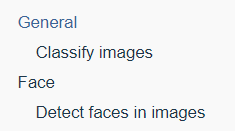 General
Classify images
Face
Detect faces in images